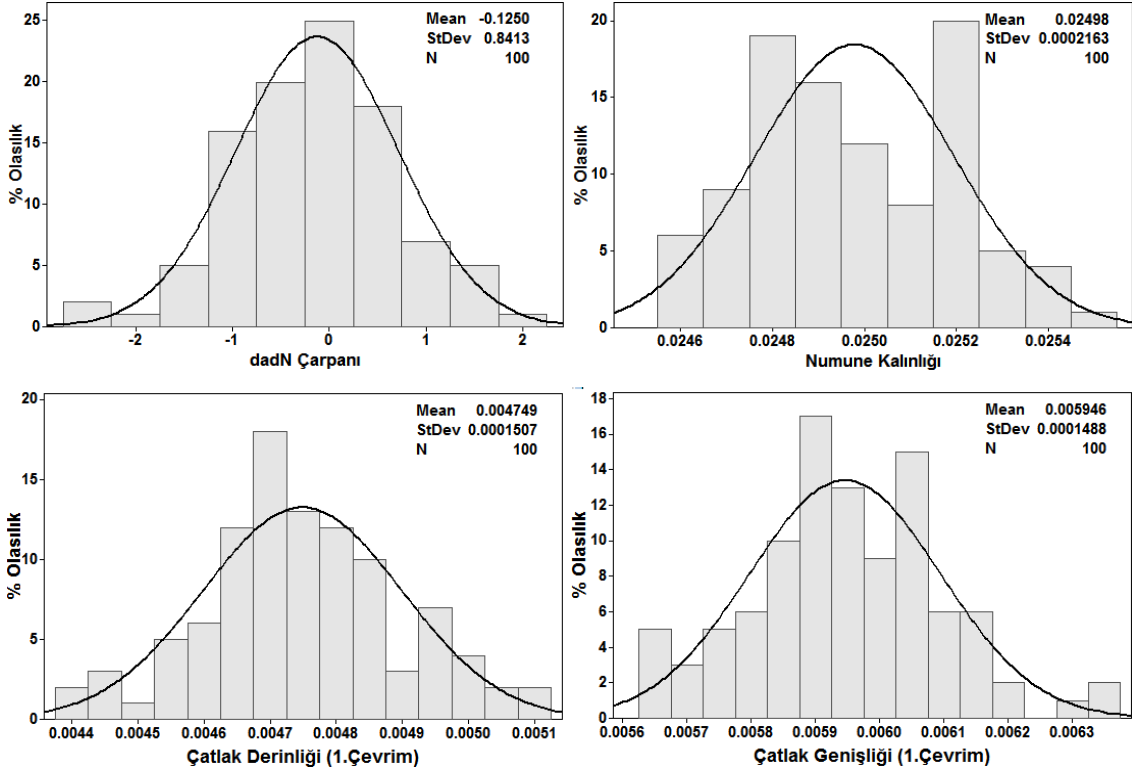 Mean -0.1250
StDev 0.8413
N 100
% Olasılık
25
20
15
10
5
0
-2 -1 0 1 2
dadN Çarpanı
Mean 0.02498
StDev 0.0002163
N 100
% Olasılık
20
15
10
5
0
0.0246 0.0248 0.0250 0.0252 0.0254
Numune Kalınlığı
Mean 0.004749
StDev 0.0001507
N 100
% Olasılık
20
15
10
5
0
0.0044 0.0045 0.0046 0.0047 0.0048 0.0049 0.0050 0.0051
Çatlak Derinliği (1.Çevrim)
Mean 0.005946
StDev 0.0001488
N 100
% Olasılık
18
16
14
12
10
8
6
4
2
0
0.0056 0.0057 0.0058 0.0059 0.0060 0.0061 0.0062 0.0063
Çatlak Genişliği (1.Çevrim)